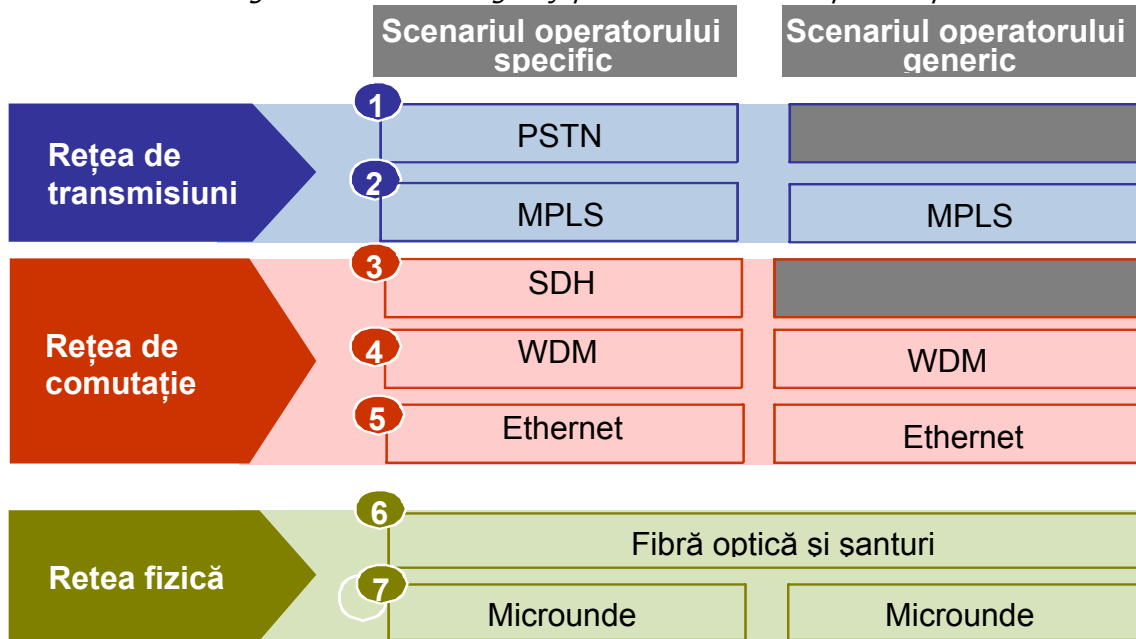 Scenariul operatorului
specific
Scenariul operatorului
generic
Rețea de
transmisiuni
1
PSTN
2
MPLS
MPLS
Rețea de
comutație
3
SDH
4
WDM
WDM
5
Ethernet
Ethernet
Retea fizică
6
Fibră optică și șanturi
7
Microunde
Microunde